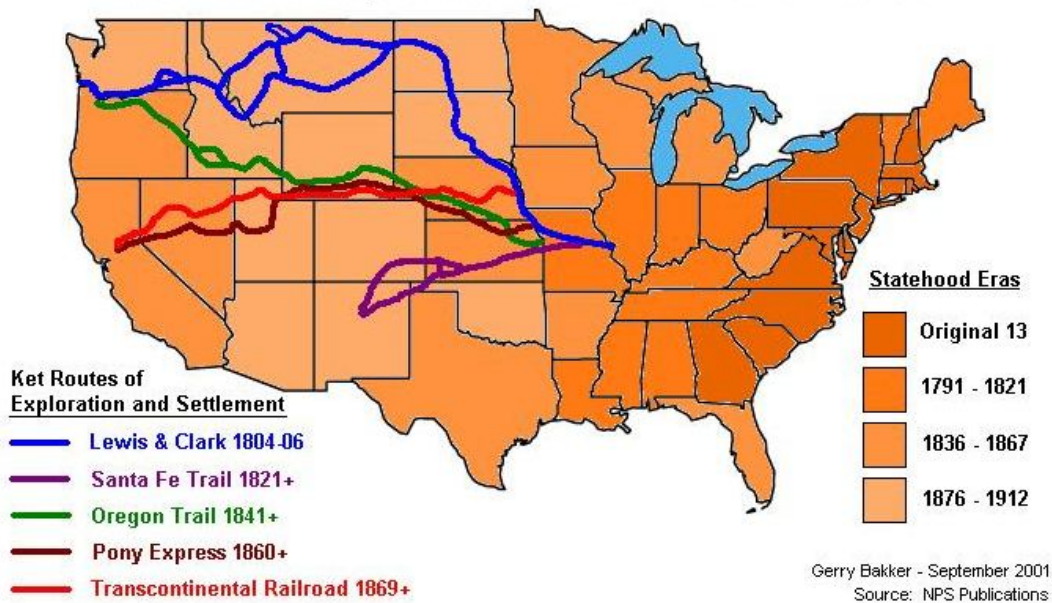 Ket Routes of
Exploration and Settlement
Lewis & Clark 1804-06
Santa Fe Trail 1821+
Oregon Trail 1841+
Pony Express 1860+
Transcontinental Railroad 1869+
Statehood Eras
Original 13
1791 - 1821
1836 - 1867
1876 - 1912
Gerry Bakker - September 2001
Source: NPS Publications